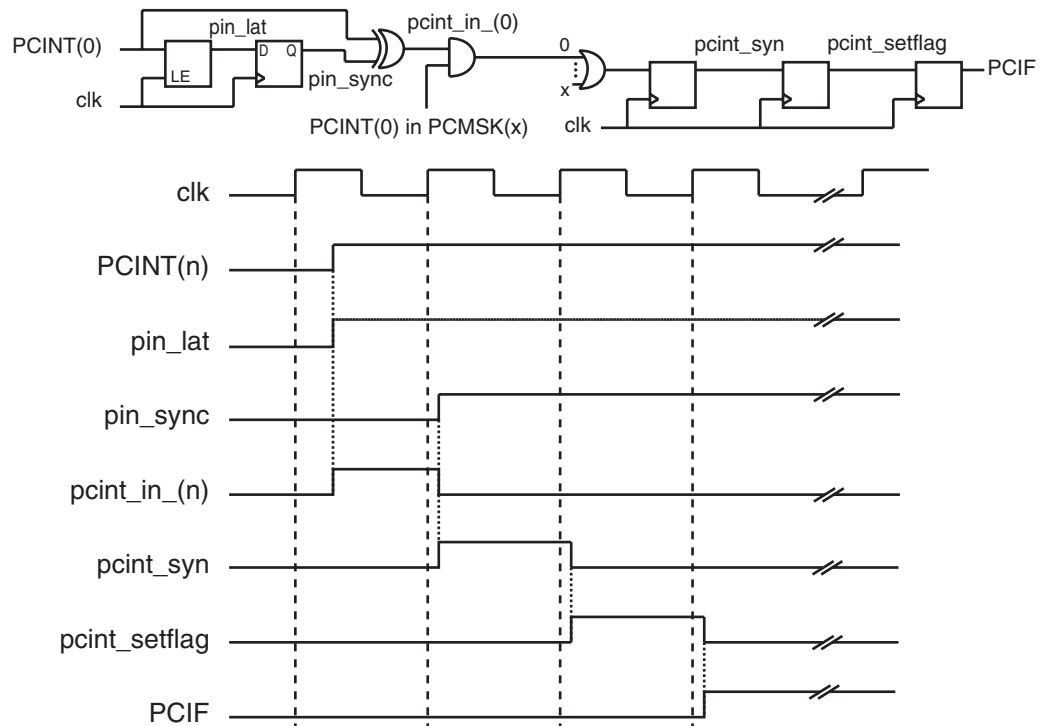 pin_lat
pcint_in_(0)
PCINT(0)
D Q
LE
pin_sync
clk
PCINT(0) in PCMSK(x)
0
x
pcint_syn
pcint_setflag
PCIF
clk
clk
PCINT(n)
pin_lat
pin_sync
pcint_in_(n)
pcint_syn
pcint_setflag
PCIF